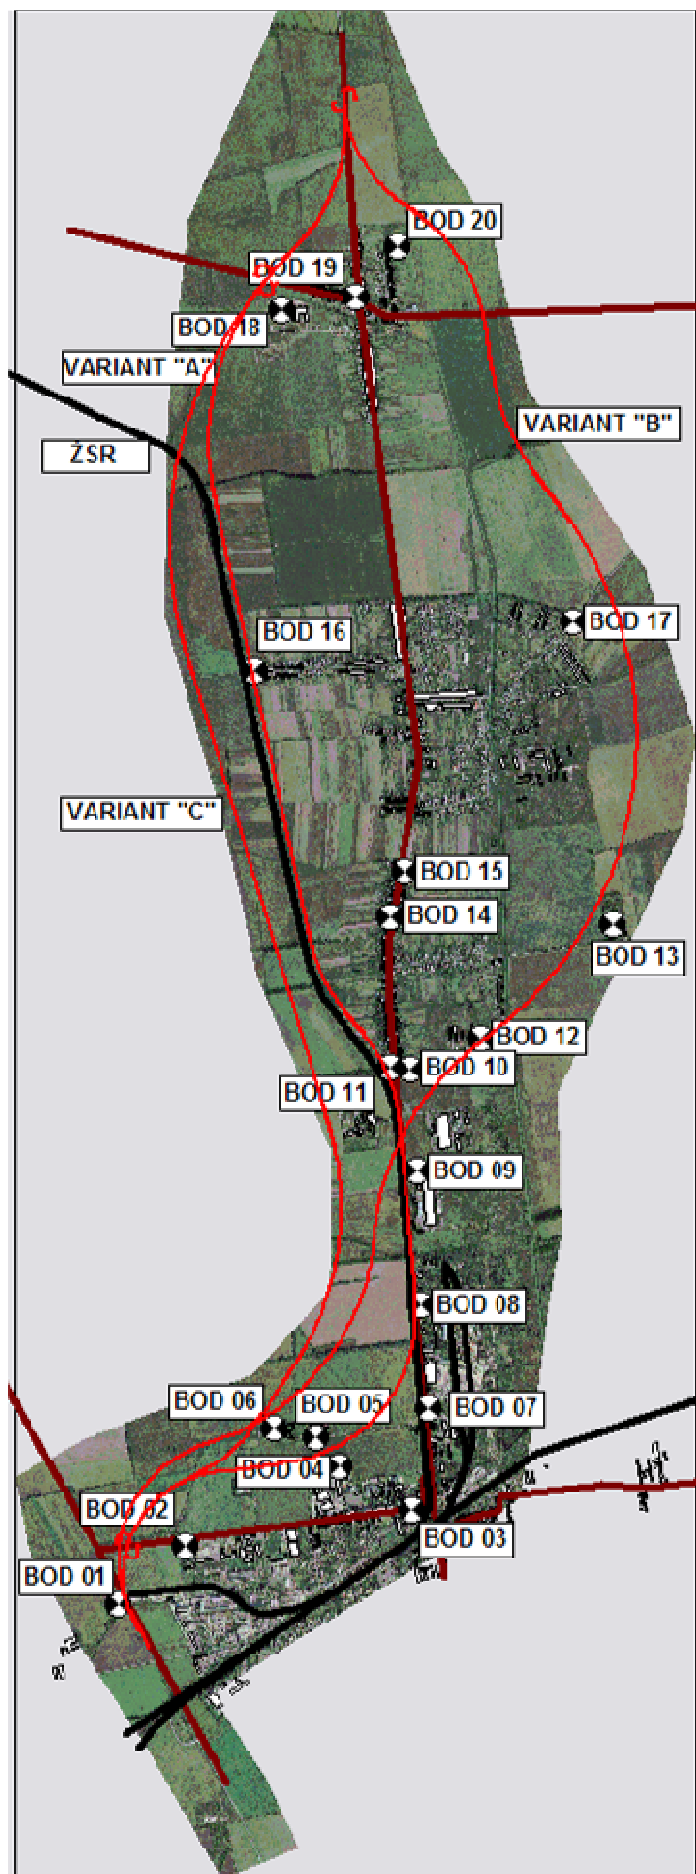 BOD 20
BOD 19
BOD 18
VARIANT "A"
VARIANT "B"
ŽSR
BOD 17
BOD 16
VARIANT "C"
BOD 15
BOD 14
BOD 13
BOD 12
BOD 10
BOD 11
BOD 09
BOD 08
BOD 05
BOD 07
BOD 06
BOD 04
BOD 02
BOD 03
BOD 01